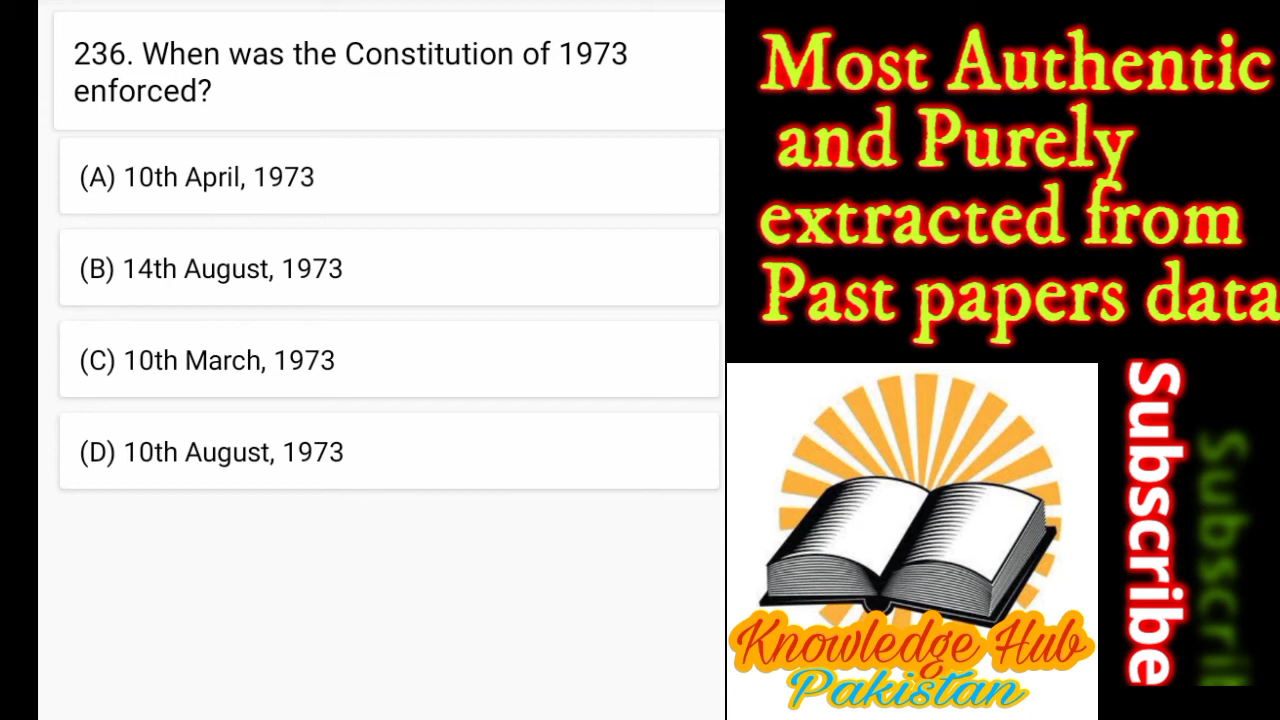 236. When was the Constitution of 1973
enforced?
(A) 10th April, 1973
(B) 14th August, 1973
(C) 10th March, 1973
(D) 10th August, 1973
Most Authentic
and Purely
extracted from
Past papers data
Knowledge Hub
Pakistan
Subscribe
Subscrib